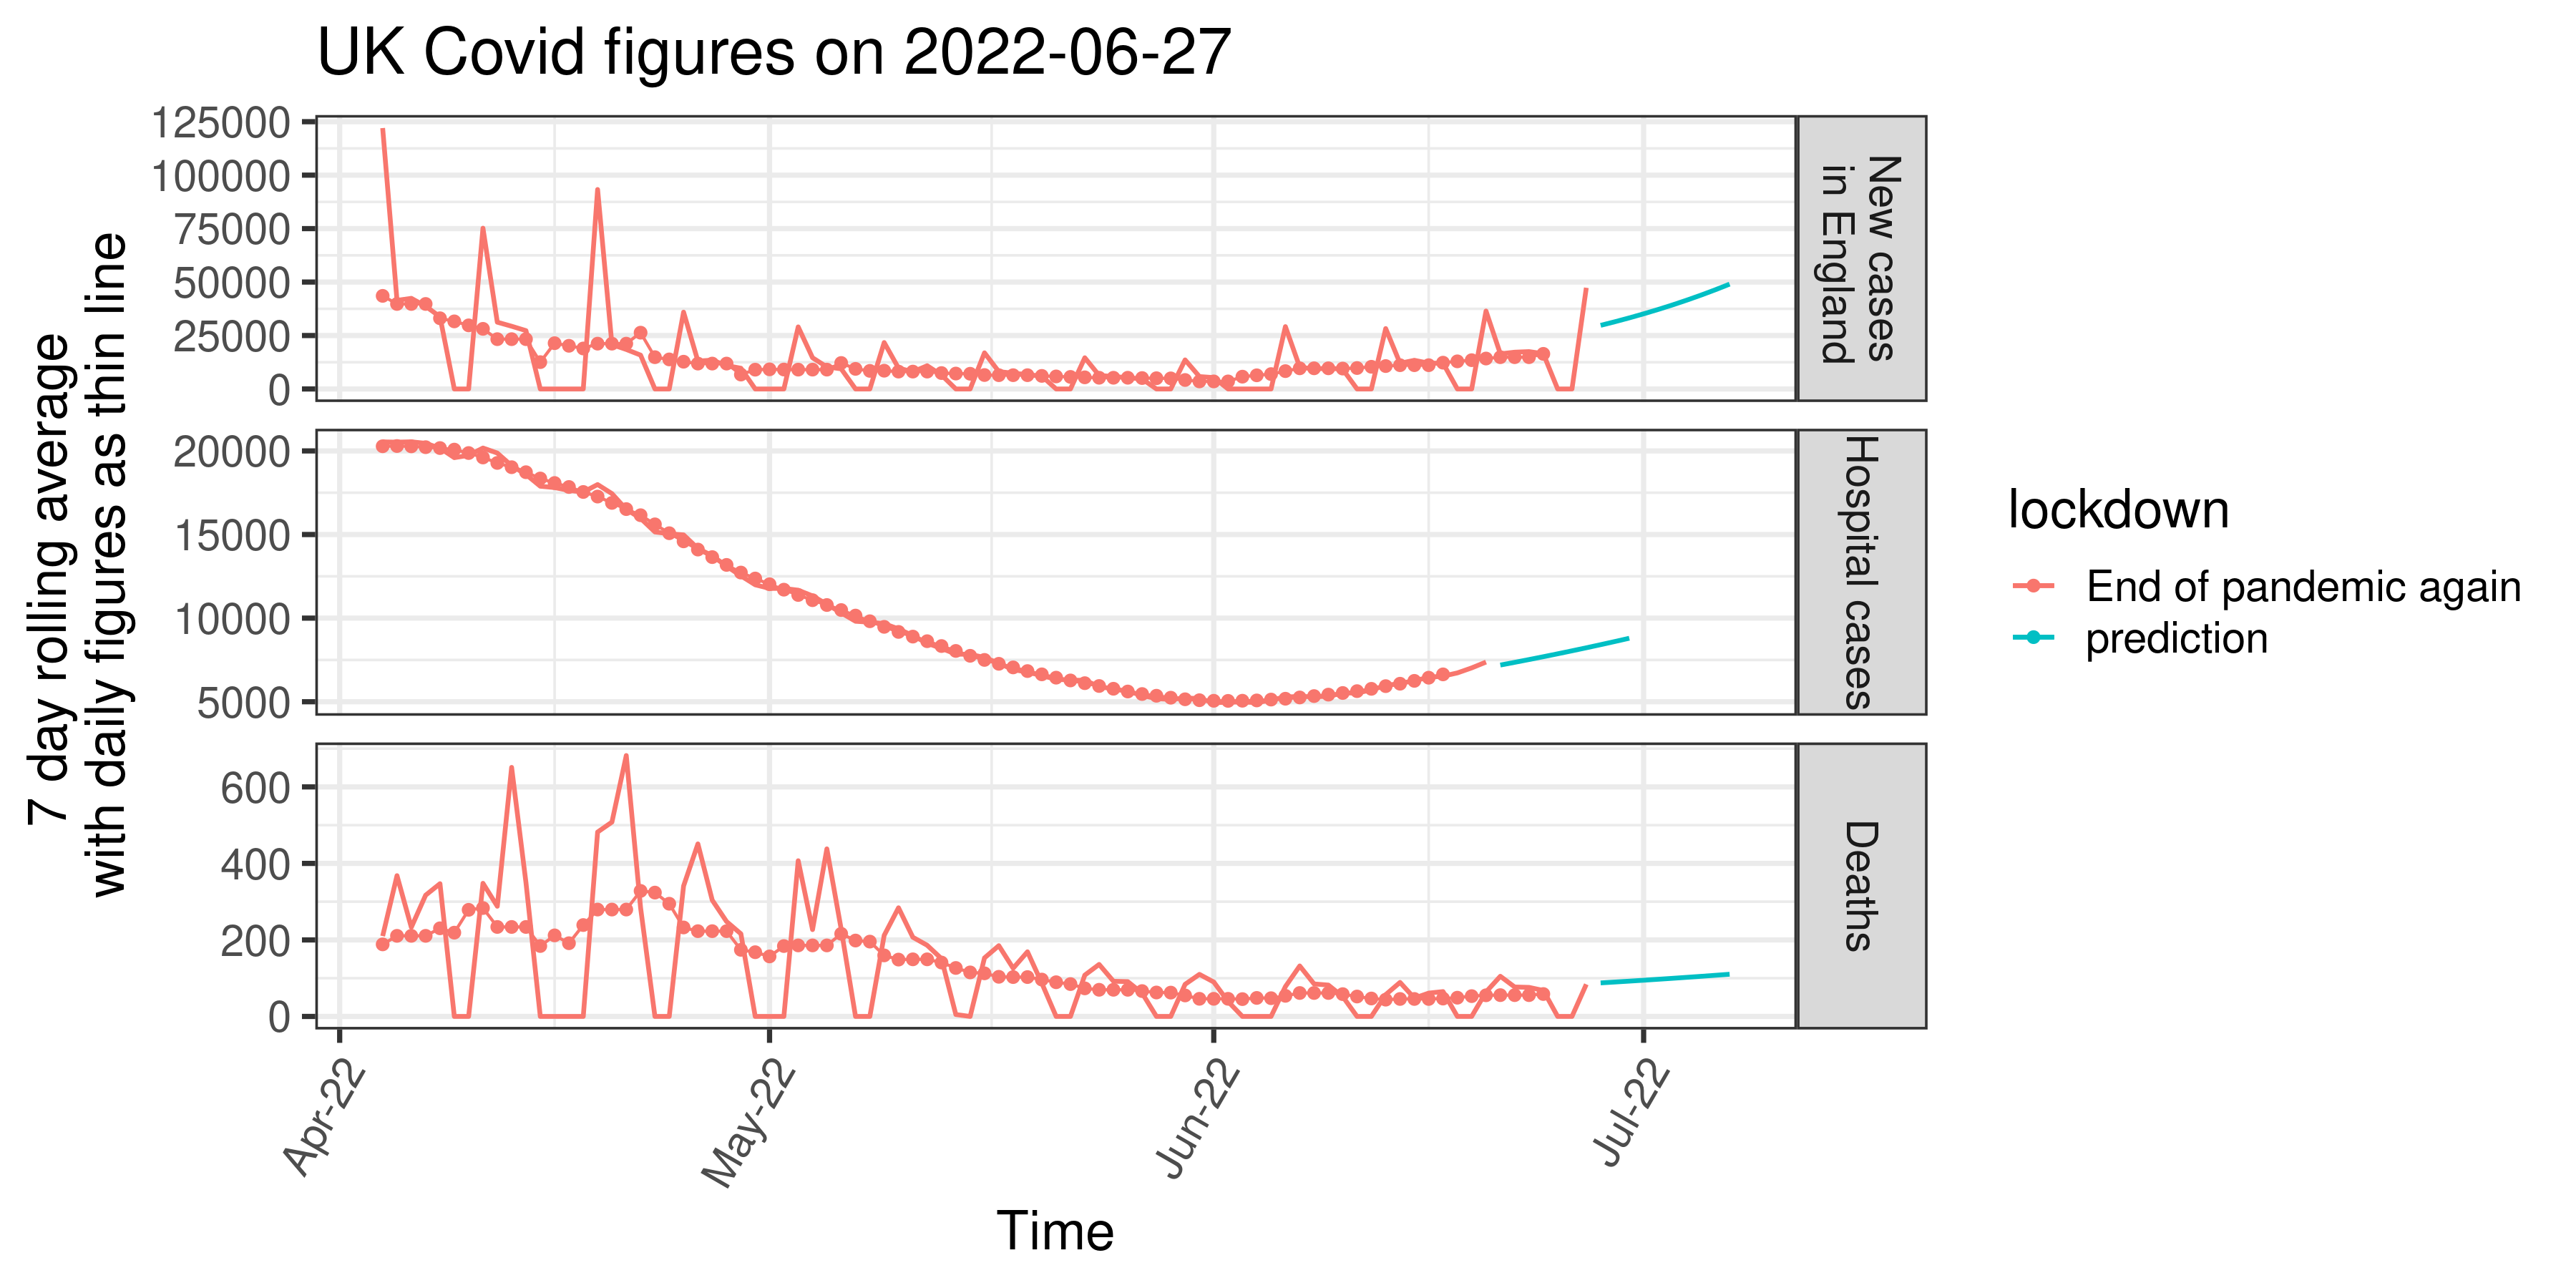 UK Covid figures on 2022-06-27
7 day rolling average
with daily figures as thin line
125000
100000
75000
50000
25000
0
New cases
in England
20000
15000
10000
5000
Hospital cases
600
400
200
0
Deaths
Apr-22
May-22
Jun-22
Jul-22
Time
lockdown
End of pandemic again
prediction